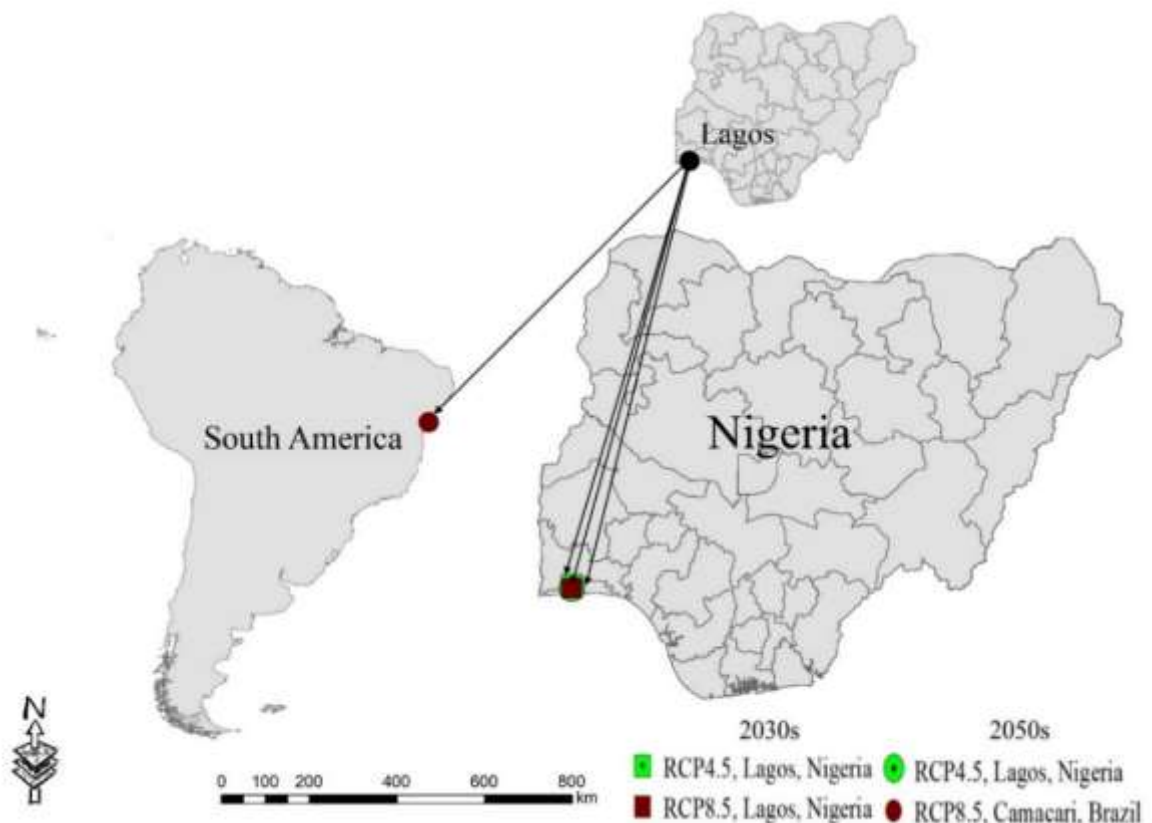 Lagos
South America
Nigeria
N
0 100 200 400 600 800
km
2030s 2050s
RCP4.5, Lagos, Nigeria RCP4.5, Lagos, Nigeria
RCP8.5, Lagos, Nigeria RCP8.5, Camacari, Brazil